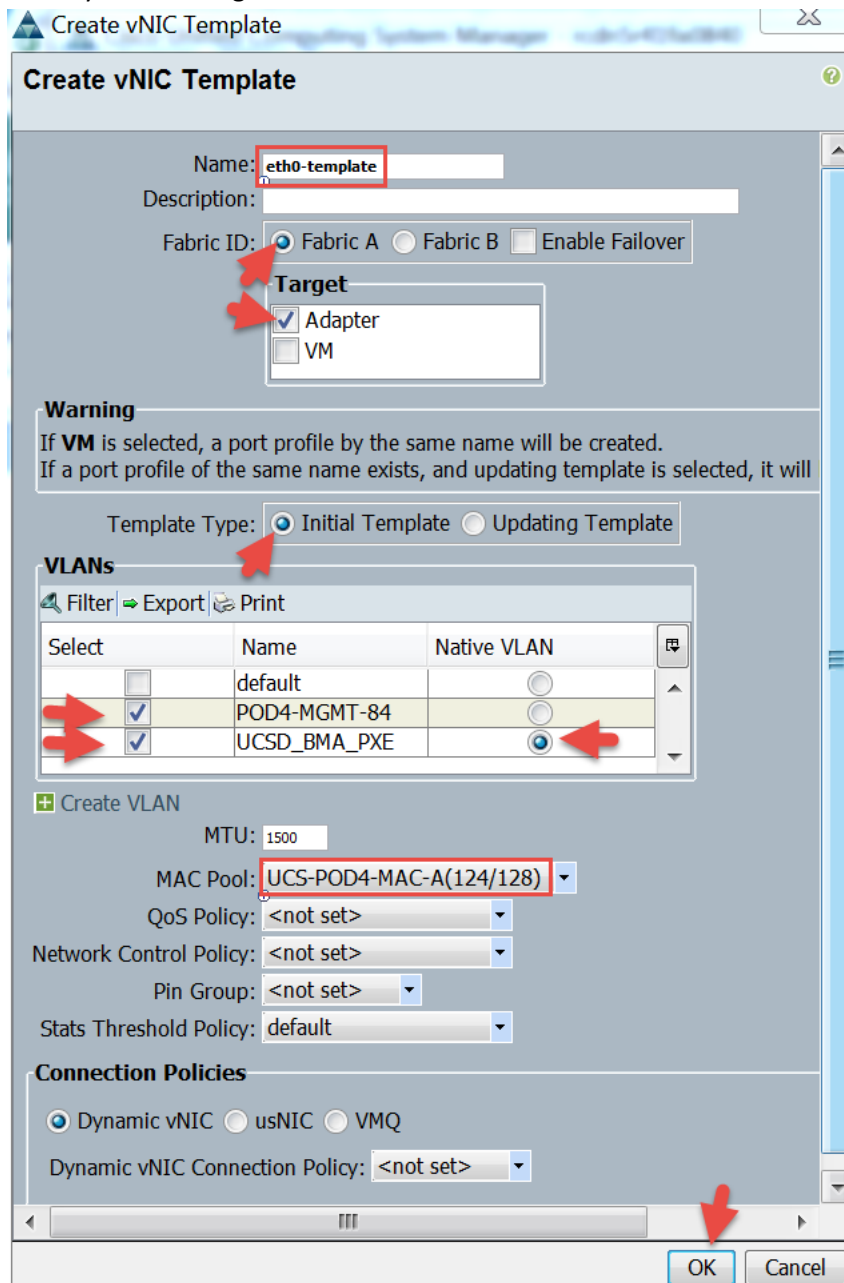 Create vNIC Template
Create vNIC Template
Name: eth0-template
Description:
Fabric ID: Fabric A Fabric B Enable Failover
Target
Adapter
VM
Warning
If VM is selected, a port profile by the same name will be created.
If a port profile of the same name exists, and updating template is selected, it will
Template Type: Initial Template Updating Template
VLANs
Filter Export Print
Select Name Native VLAN
default
POD4-MGMT-84
UCSD_BMA_PXE
Create VLAN
MTU: 1500
MAC Pool: UCS-POD4-MAC-A(124/128)
QoS Policy: <not set>
Network Control Policy: <not set>
Pin Group: <not set>
Stats Threshold Policy: default
Connection Policies
Dynamic vNIC usNIC VMQ
Dynamic vNIC Connection Policy: <not set>
OK Cancel